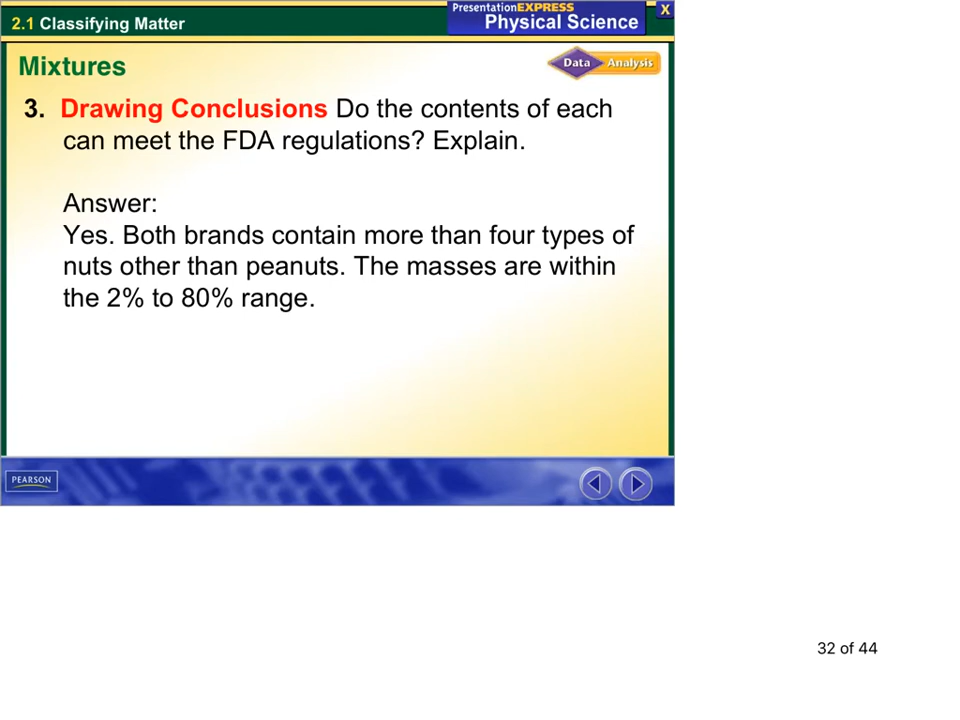 2.1 Classifying Matter
PresentationEXPRESS
Physical Science
X
Mixtures
Data Analysis
3. Drawing Conclusions Do the contents of each
can meet the FDA regulations? Explain.
Answer:
Yes. Both brands contain more than four types of
nuts other than peanuts. The masses are within
the 2% to 80% range.
PEARSON
32 of 44